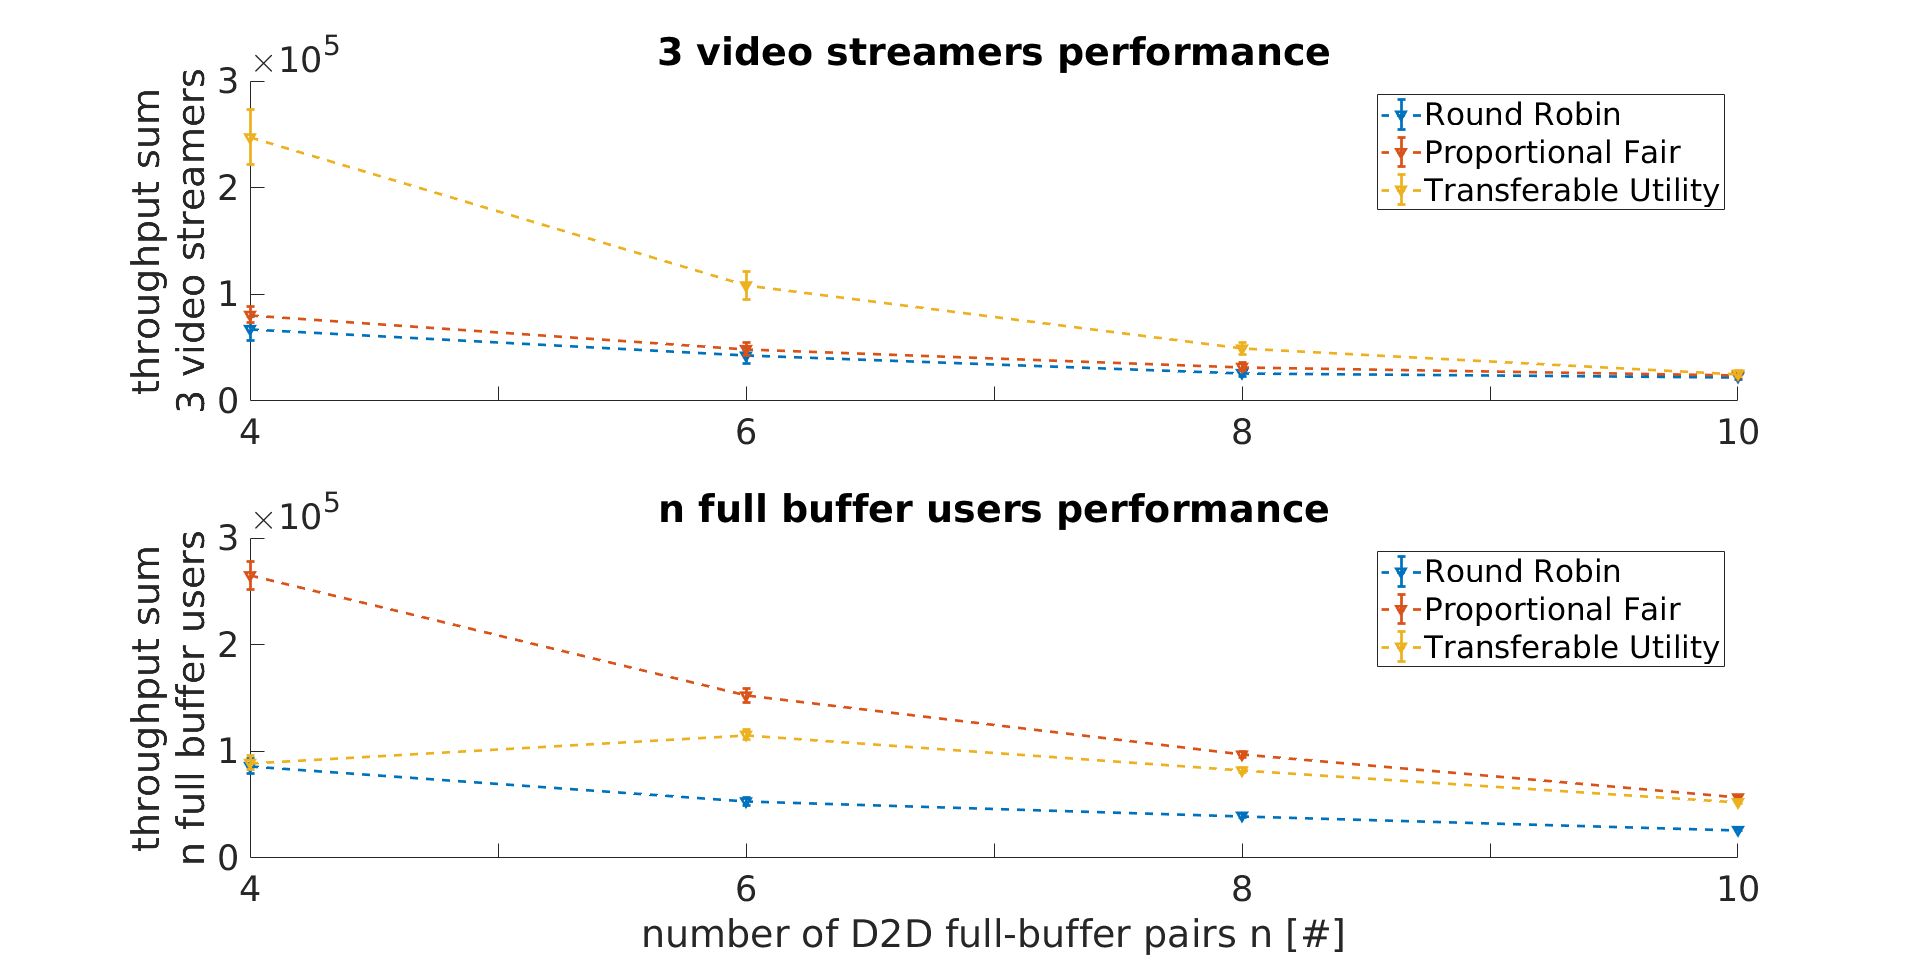 3 video streamers performance
×10^5
throughput sum
3 video streamers
3
2
1
0
4 6 8 10
Round Robin
Proportional Fair
Transferable Utility
n full buffer users performance
×10^5
throughput sum
n full buffer users
3
2
1
0
4 6 8 10
Round Robin
Proportional Fair
Transferable Utility
number of D2D full-buffer pairs n [#]